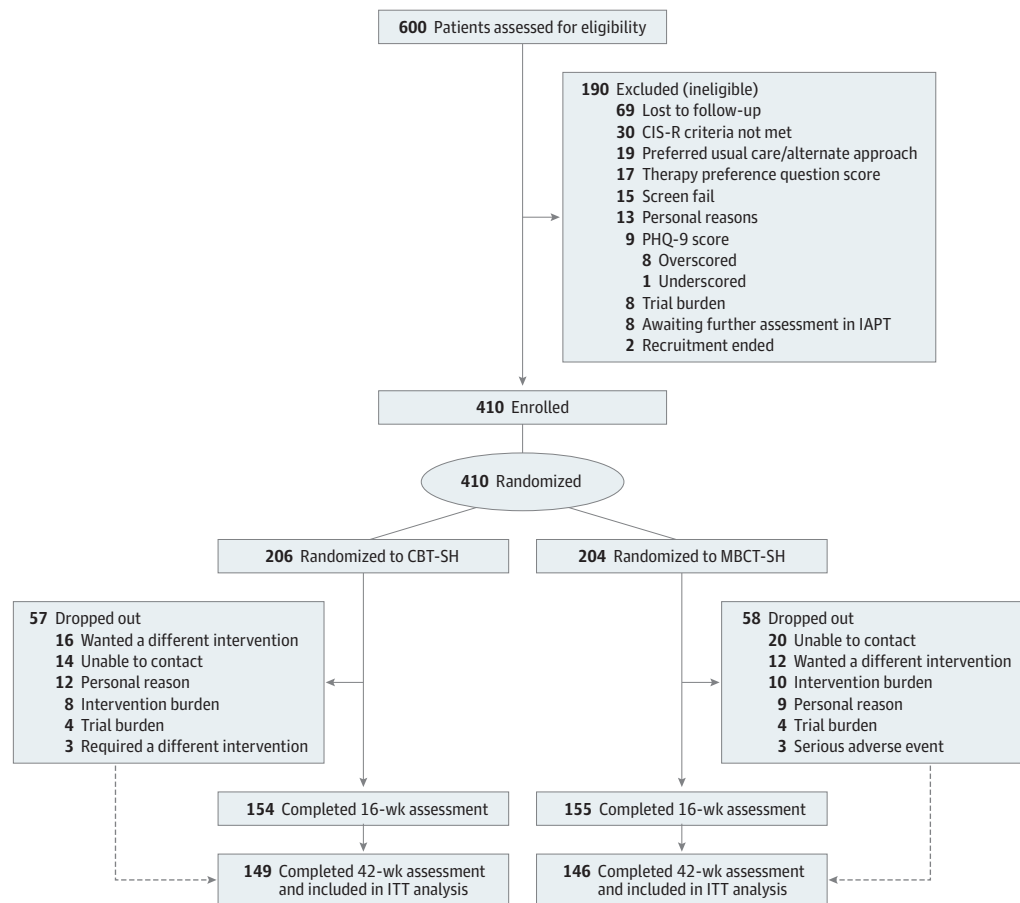 600 Patients assessed for eligibility
190 Excluded (ineligible)
69 Lost to follow-up
30 CIS-R criteria not met
19 Preferred usual care/alternate approach
17 Therapy preference question score
15 Screen fail
13 Personal reasons
9 PHQ-9 score
8 Overscored
1 Underscored
8 Trial burden
8 Awaiting further assessment in IAPT
2 Recruitment ended
410 Enrolled
410 Randomized
206 Randomized to CBT-SH
204 Randomized to MBCT-SH
57 Dropped out
16 Wanted a different intervention
14 Unable to contact
12 Personal reason
8 Intervention burden
4 Trial burden
3 Required a different intervention
58 Dropped out
20 Unable to contact
12 Wanted a different intervention
10 Intervention burden
9 Personal reason
4 Trial burden
3 Serious adverse event
154 Completed 16-wk assessment
155 Completed 16-wk assessment
149 Completed 42-wk assessment
and included in ITT analysis
146 Completed 42-wk assessment
and included in ITT analysis